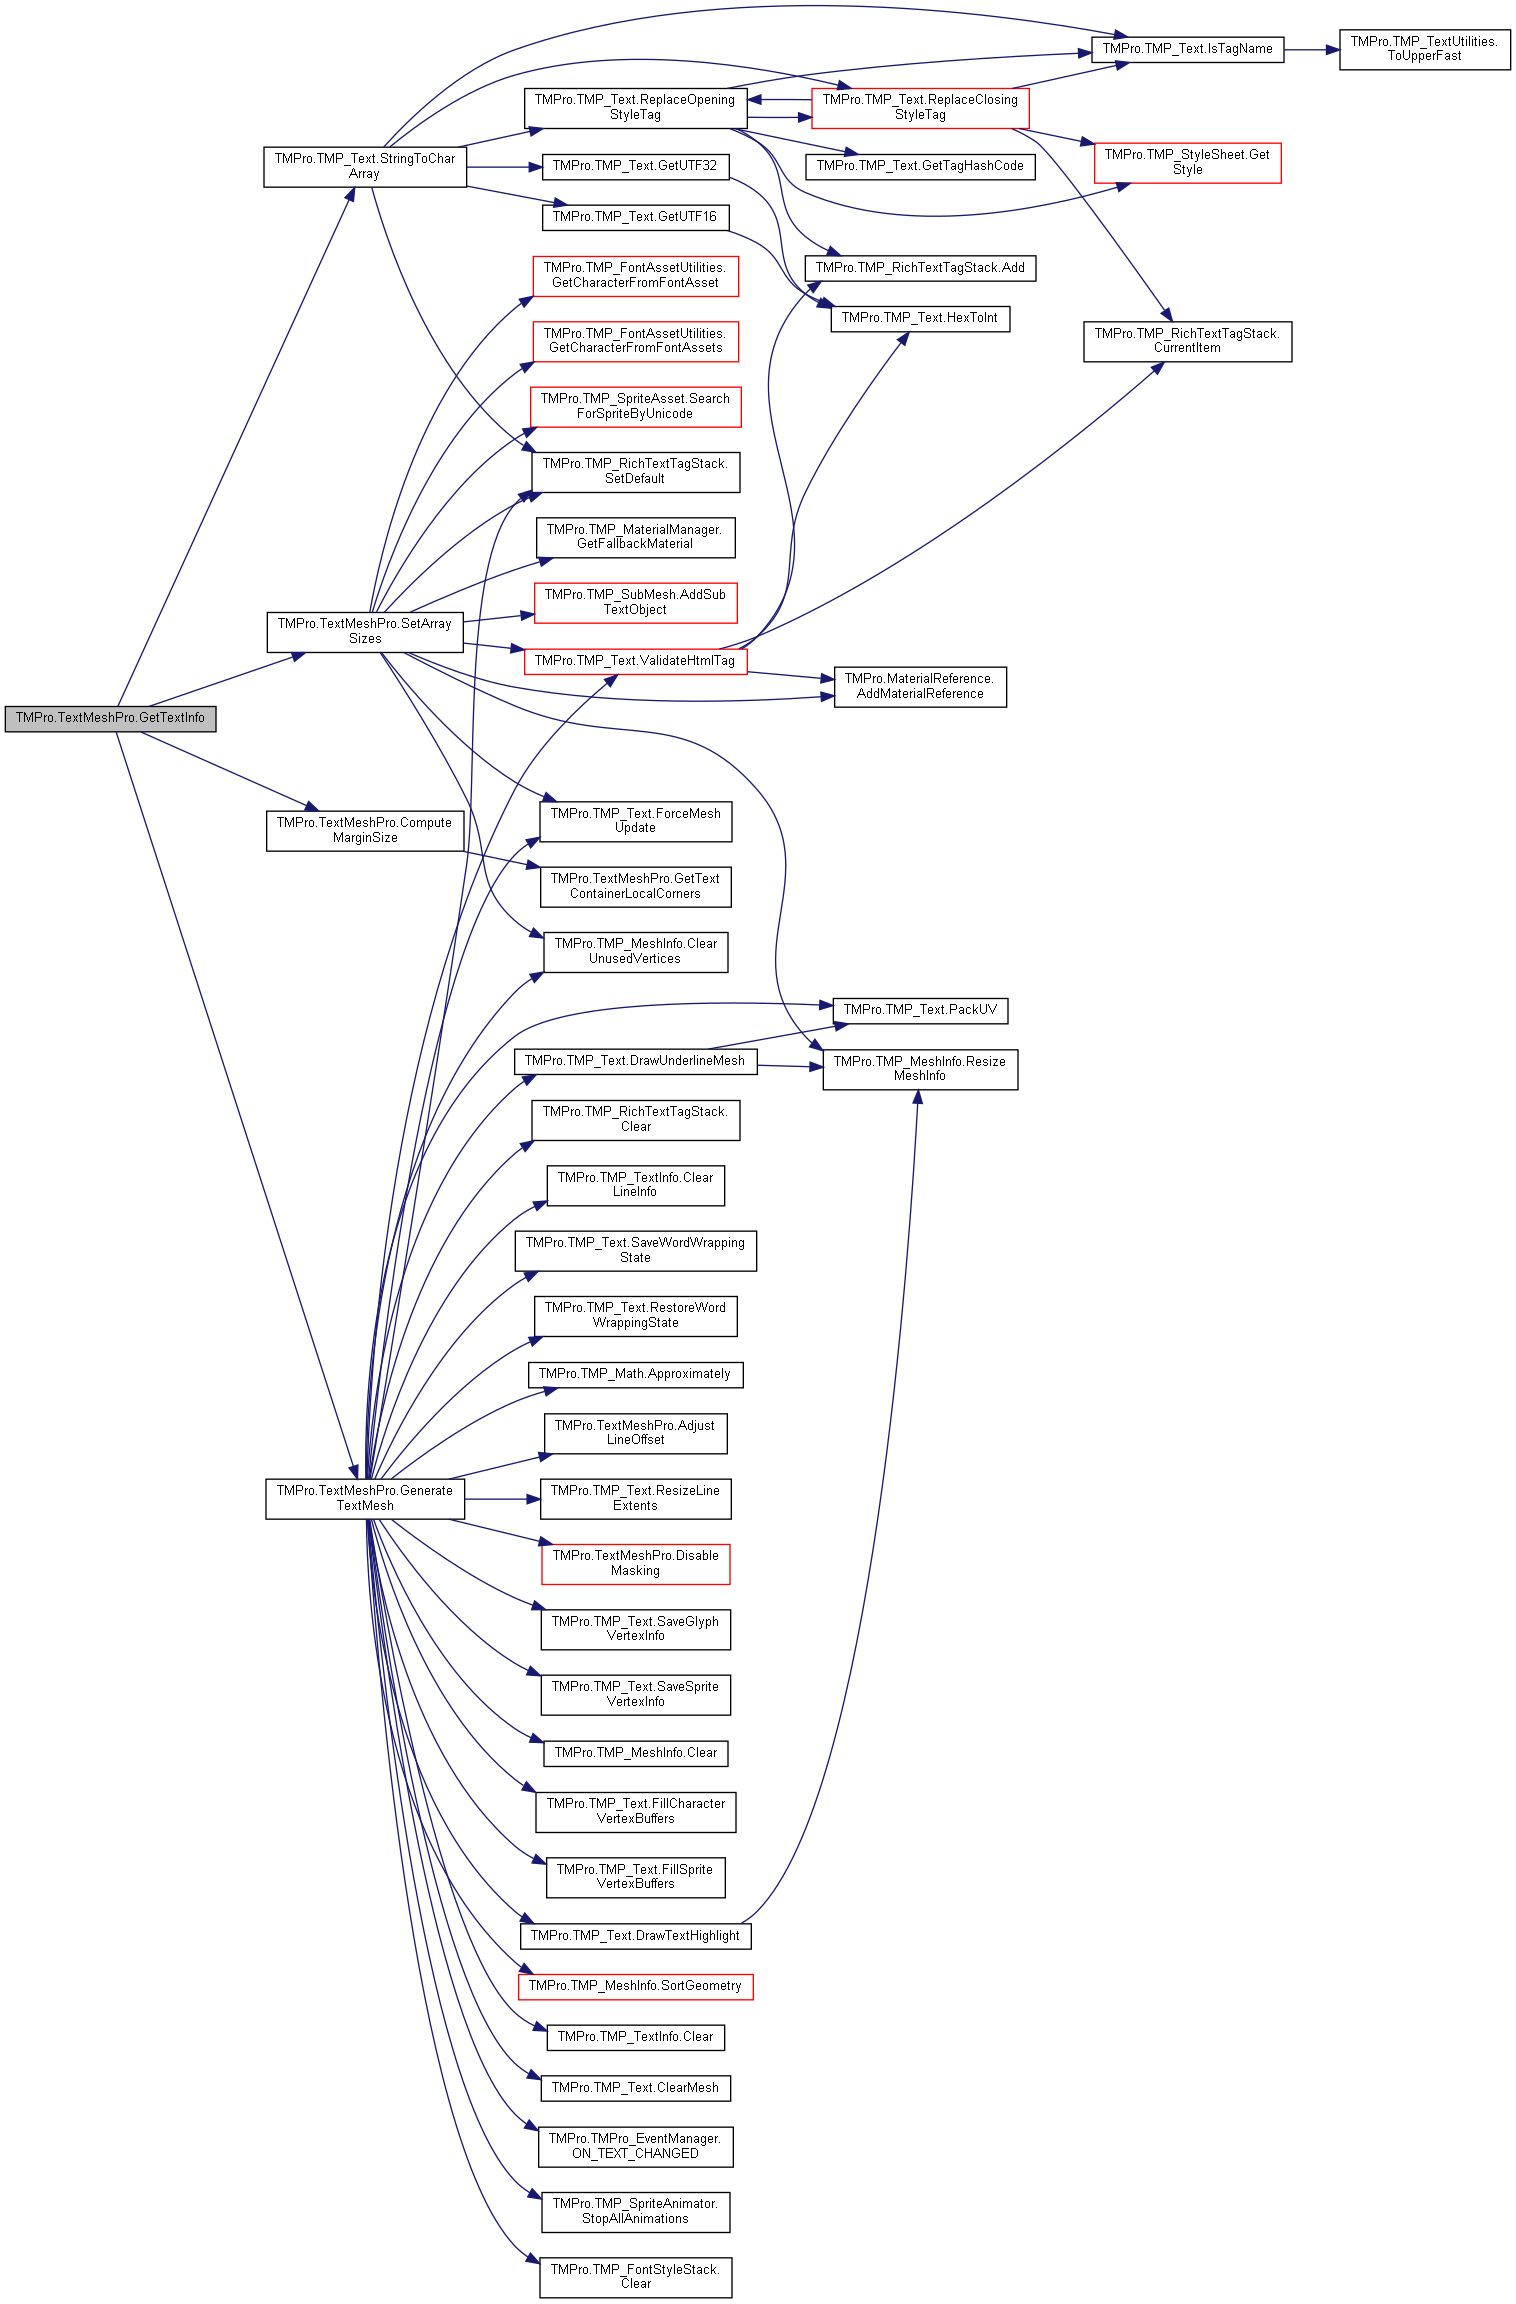 TMPro.TextMeshPro.GetTextInfo
TMPro.TMP_Text.StringToChar
Array
TMPro.TextMeshPro.SetArray
Sizes
TMPro.TextMeshPro.Compute
MarginSize
TMPro.TextMeshPro.Generate
TextMesh
TMPro.TMP_Text.ReplaceOpening
StyleTag
TMPro.TMP_Text.GetUTF32
TMPro.TMP_Text.GetUTF16
TMPro.TMP_FontAssetUtilities.
GetCharacterFromFontAsset
TMPro.TMP_FontAssetUtilities.
GetCharacterFromFontAssets
TMPro.TMP_SpriteAsset.Search
ForSpriteByUnicode
TMPro.TMP_RichTextTagStack.
SetDefault
TMPro.TMP_MaterialManager.
GetFallbackMaterial
TMPro.TMP_SubMesh.AddSub
TextObject
TMPro.TMP_Text.ValidateHtmlTag
TMPro.TMP_Text.ForceMesh
Update
TMPro.TextMeshPro.GetText
ContainerLocalCorners
TMPro.TMP_MeshInfo.Clear
UnusedVertices
TMPro.TMP_Text.DrawUnderlineMesh
TMPro.TMP_RichTextTagStack.
Clear
TMPro.TMP_TextInfo.Clear
LineInfo
TMPro.TMP_Text.SaveWordWrapping
State
TMPro.TMP_Text.RestoreWord
WrappingState
TMPro.TMP_Math.Approximately
TMPro.TextMeshPro.Adjust
LineOffset
TMPro.TMP_Text.ResizeLine
Extents
TMPro.TextMeshPro.Disable
Masking
TMPro.TMP_Text.SaveGlyph
VertexInfo
TMPro.TMP_Text.SaveSprite
VertexInfo
TMPro.TMP_MeshInfo.Clear
TMPro.TMP_Text.FillCharacter
VertexBuffers
TMPro.TMP_Text.FillSprite
VertexBuffers
TMPro.TMP_Text.DrawTextHighlight
TMPro.TMP_MeshInfo.SortGeometry
TMPro.TMP_TextInfo.Clear
TMPro.TMP_Text.ClearMesh
TMPro.TMPro_EventManager.
ON_TEXT_CHANGED
TMPro.TMP_SpriteAnimator.
StopAllAnimations
TMPro.TMP_FontStyleStack.
Clear
TMPro.TMP_Text.ReplaceClosing
StyleTag
TMPro.TMP_Text.GetTagHashCode
TMPro.TMP_RichTextTagStack.Add
TMPro.TMP_Text.HexToInt
TMPro.MaterialReference.
AddMaterialReference
TMPro.TMP_Text.PackUV
TMPro.TMP_MeshInfo.Resize
MeshInfo
TMPro.TMP_Text.IsTagName
TMPro.TMP_StyleSheet.Get
Style
TMPro.TMP_RichTextTagStack.
CurrentItem
TMPro.TMP_TextUtilities.
ToUpperFast